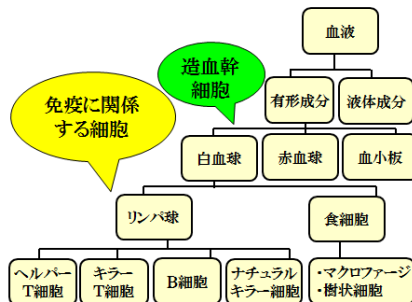 血液
造血幹
細胞
有形成分
液体成分
免疫に関係
する細胞
白血球
赤血球
血小板
リンパ球
食細胞
ヘルパー
T細胞
キラー
T細胞
B細胞
ナチュラル
キラー細胞
・マクロファージ
・樹状細胞